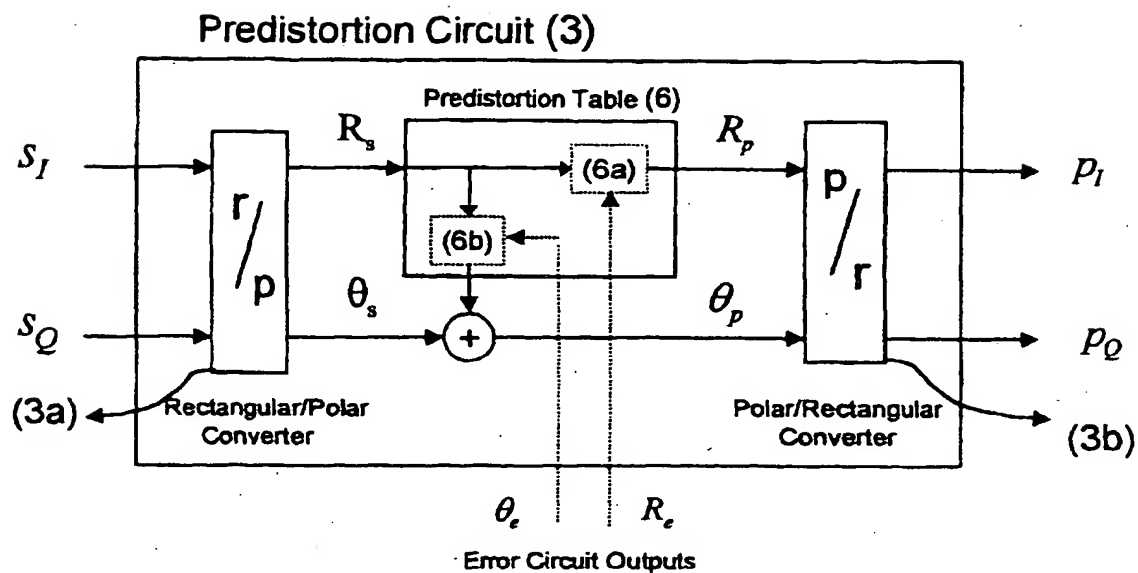 Predistortion Circuit (3)
Predistortion Table (6)
s_I
r/p
R_s
(6a)
R_p
p/r
p_I
(6b)
s_Q
θ_s
+
θ_p
p_Q
(3a)
Rectangular/Polar
Converter
Polar/Rectangular
Converter
(3b)
θ_e
R_e
Error Circuit Outputs